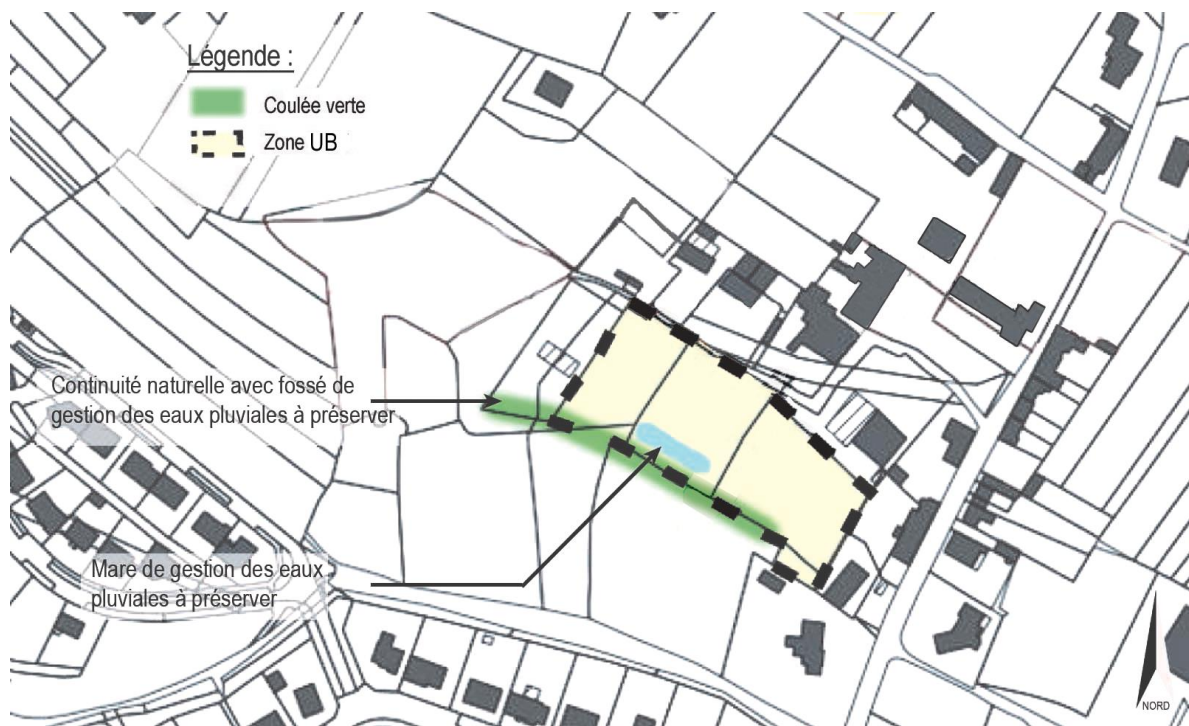 Légende :
Coulée verte
Zone UB
Continuité naturelle avec fossé de
gestion des eaux pluviales à préserver
Mare de gestion des eaux
pluviales à préserver
NORD